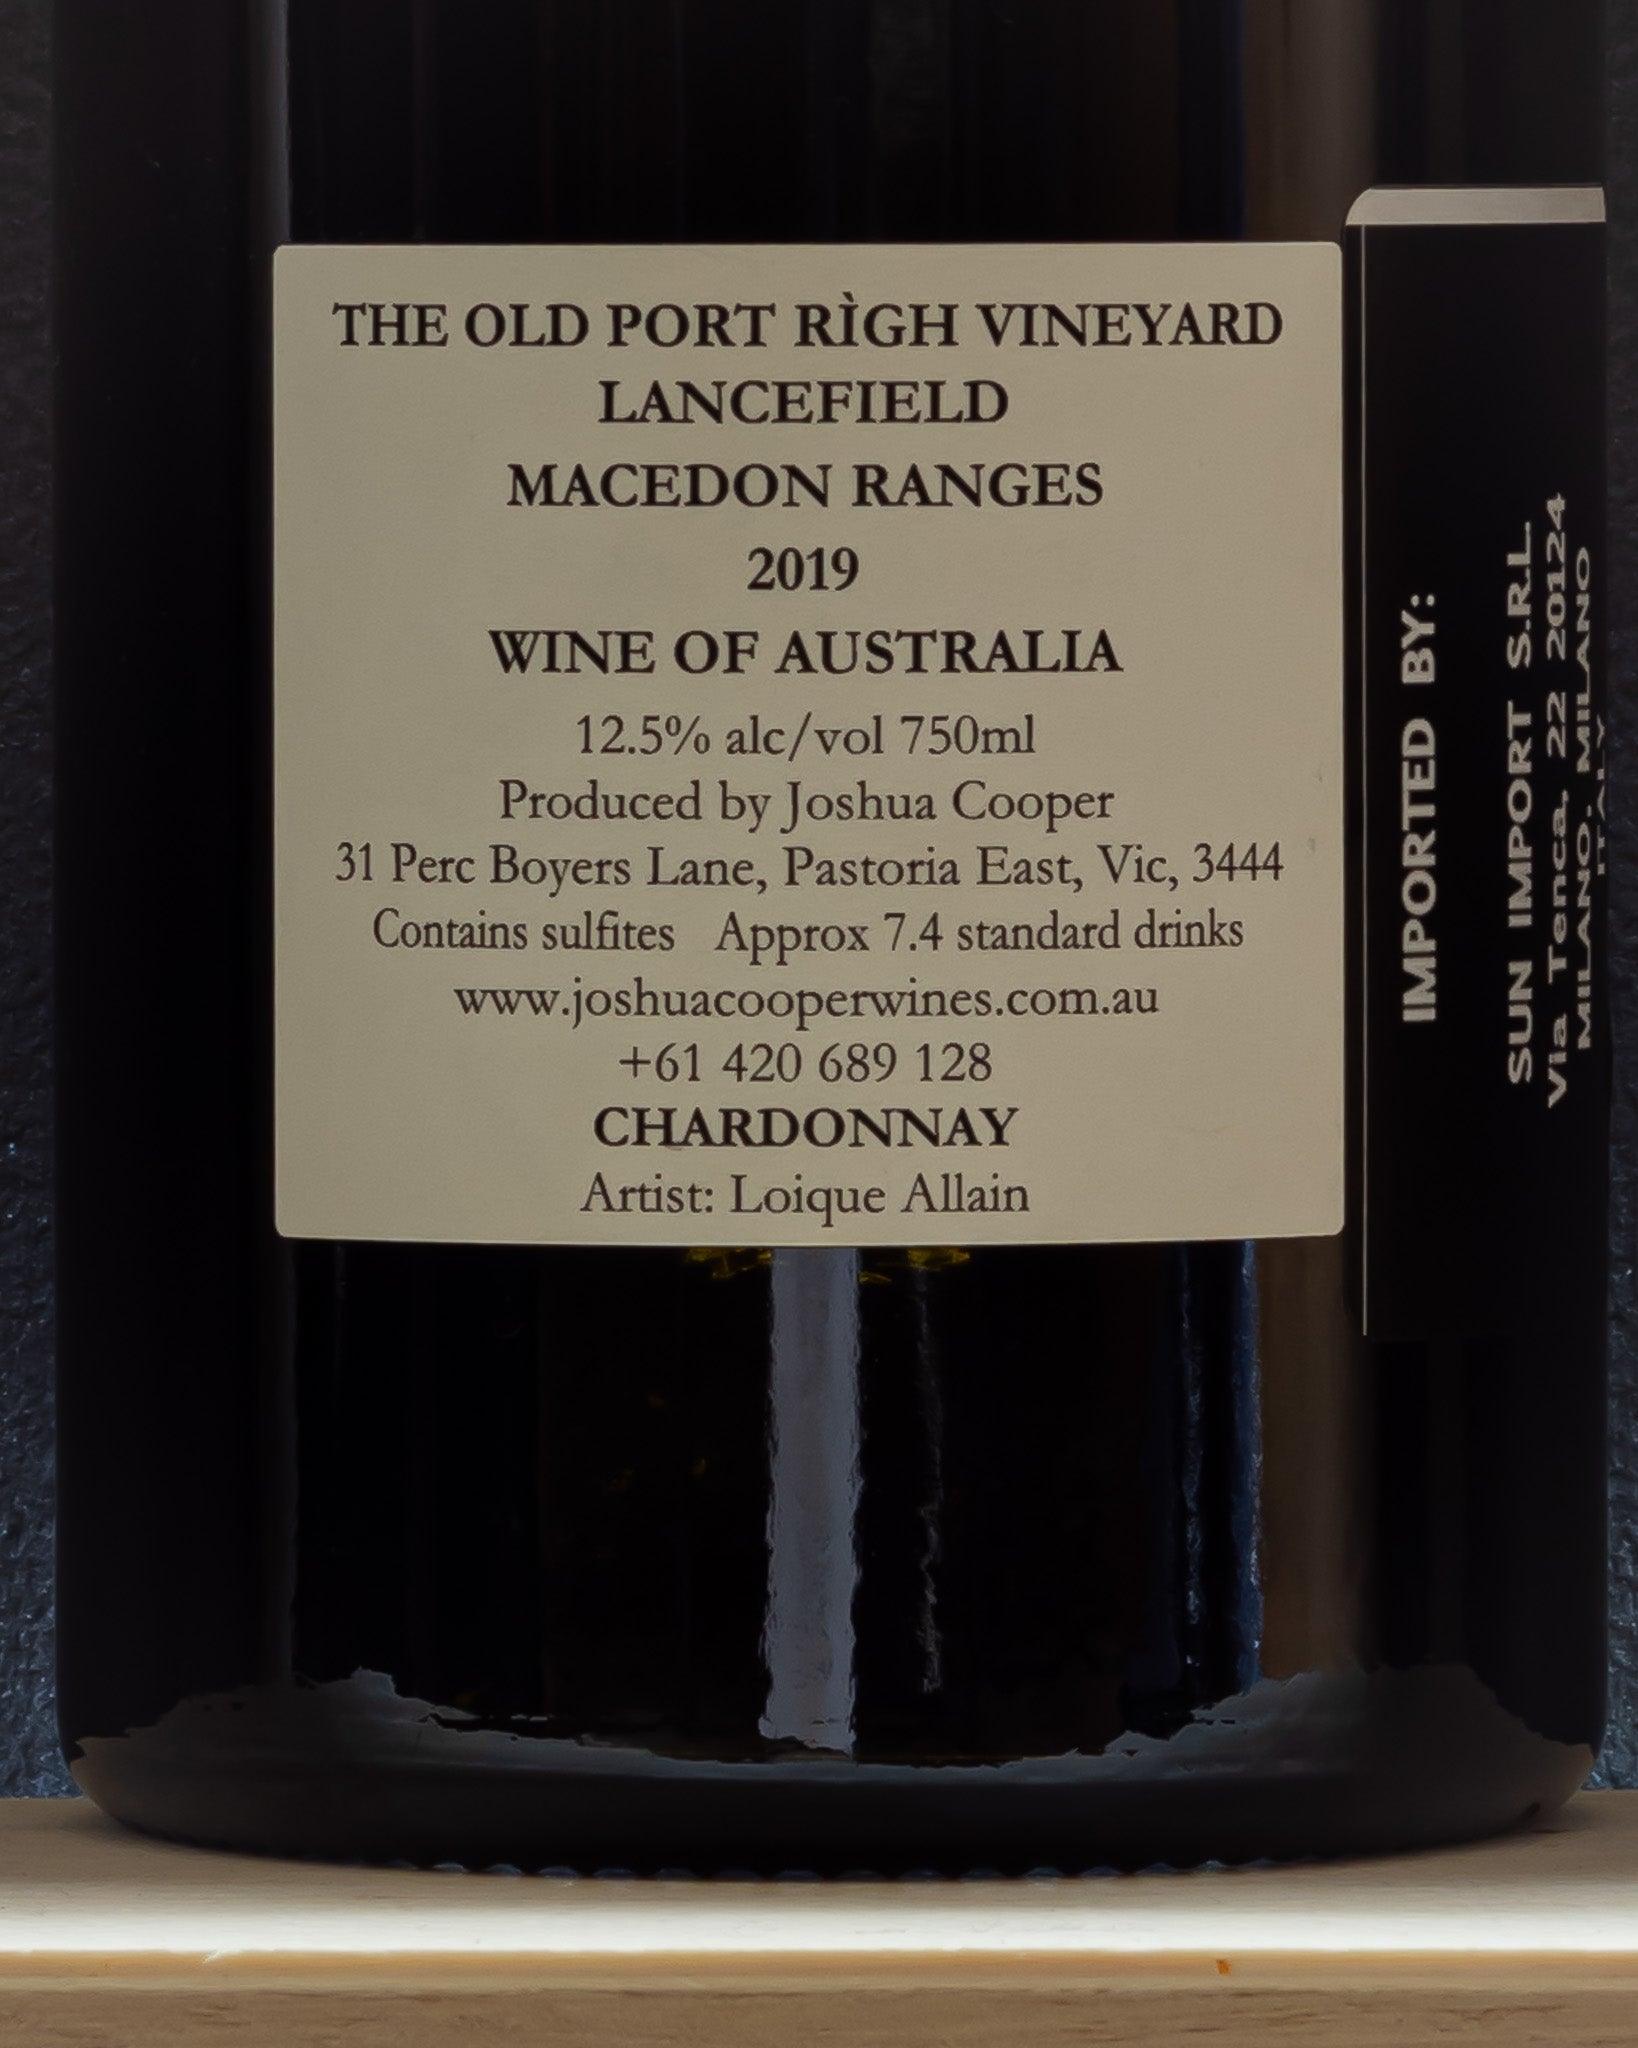 THE OLD PORT RÌGH VINEYARD
LANCEFIELD
MACEDON RANGES
2019
WINE OF AUSTRALIA
12.5% alc/vol 750ml
Produced by Joshua Cooper
31 Perc Boyers Lane, Pastoria East, Vic, 3444
Contains sulfites Approx 7.4 standard drinks
www.joshuacooperwines.com.au
+61 420 689 128
CHARDONNAY
Artist: Loique Allain
IMPORTED BY:
SUN IMPORT S.R.L.
Via Tenca, 22 20124
MILANO, MILANO
ITALY